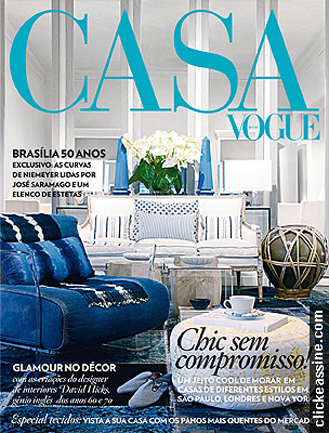 CASA
VOGUE
BRASÍLIA 50 ANOS
EXCLUSIVO: AS CURVAS
DE NIEMEYER LIDAS POR
JOSÉ SARAMAGO E UM
ELENCO DE ESTETAS
GLAMOUR NO DÉCOR
com as criações do designer
de interiores David Hicks,
gênio inglês dos anos 60 e 70
Chic sem
compromisso.
UM JEITO COOL DE MORAR EM
CASAS DE DIFERENTES ESTILOS EM
SÃO PAULO, LONDRES E NOVA YOR
Especial tecidos: VISTA A SUA CASA COM OS PANOS MAIS QUENTES DO MERCAD
clickeassine.com